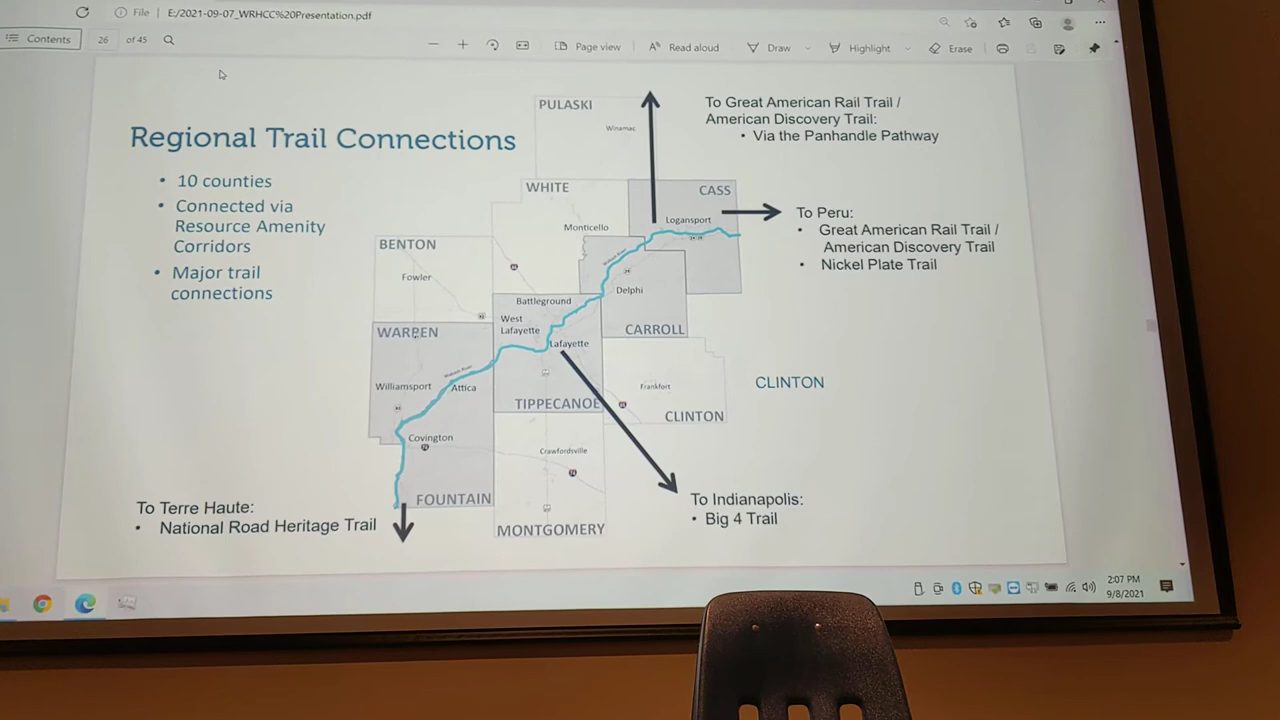 File
E:/2021-09-07_WRHCC%20Presentation.pdf
Contents
26 of 45
Page view
Read aloud
Draw
Highlight
Erase
Regional Trail Connections
• 10 counties
• Connected via
Resource Amenity
Corridors
• Major trail
connections
PULASKI
Winamac
To Great American Rail Trail /
American Discovery Trail:
• Via the Panhandle Pathway
WHITE
Monticello
CASS
Logansport
To Peru:
• Great American Rail Trail /
American Discovery Trail
• Nickel Plate Trail
BENTON
Fowler
Battleground
Delphi
CARROLL
WARREN
West
Lafayette
Lafayette
Williamsport
Attica
TIPPECANOE
Frankfort
CLINTON
CLINTON
Covington
Crawfordsville
FOUNTAIN
MONTGOMERY
To Terre Haute:
• National Road Heritage Trail
To Indianapolis:
• Big 4 Trail
2:07 PM
9/8/2021